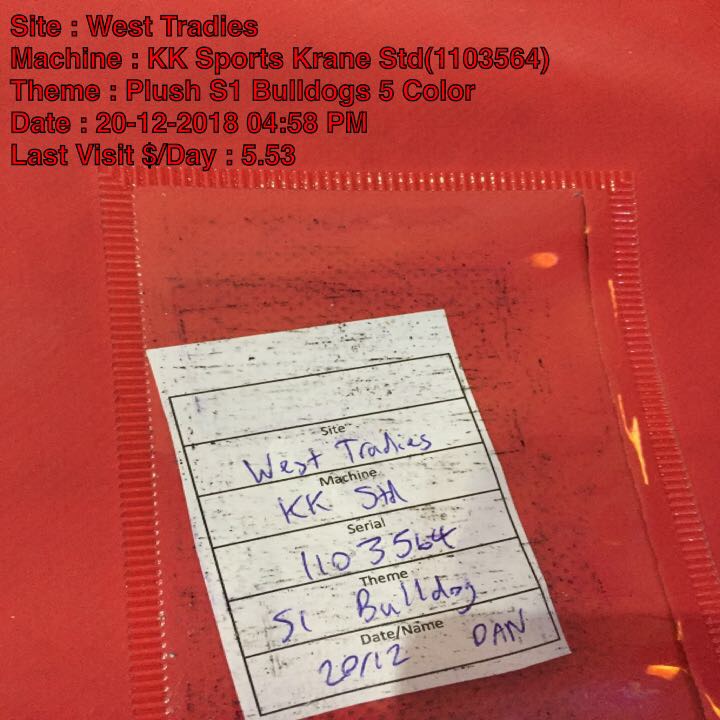 Site : West Tradies
Machine : KK Sports Krane Std(1103564)
Theme : Plush S1 Bulldogs 5 Color
Date : 20-12-2018 04:58 PM
Last Visit $/Day : 5.53
Site
West Tradies
Machine
KK Std
Serial
1103564
Theme
S1 Bulldog
Date/Name
20/12 DAN